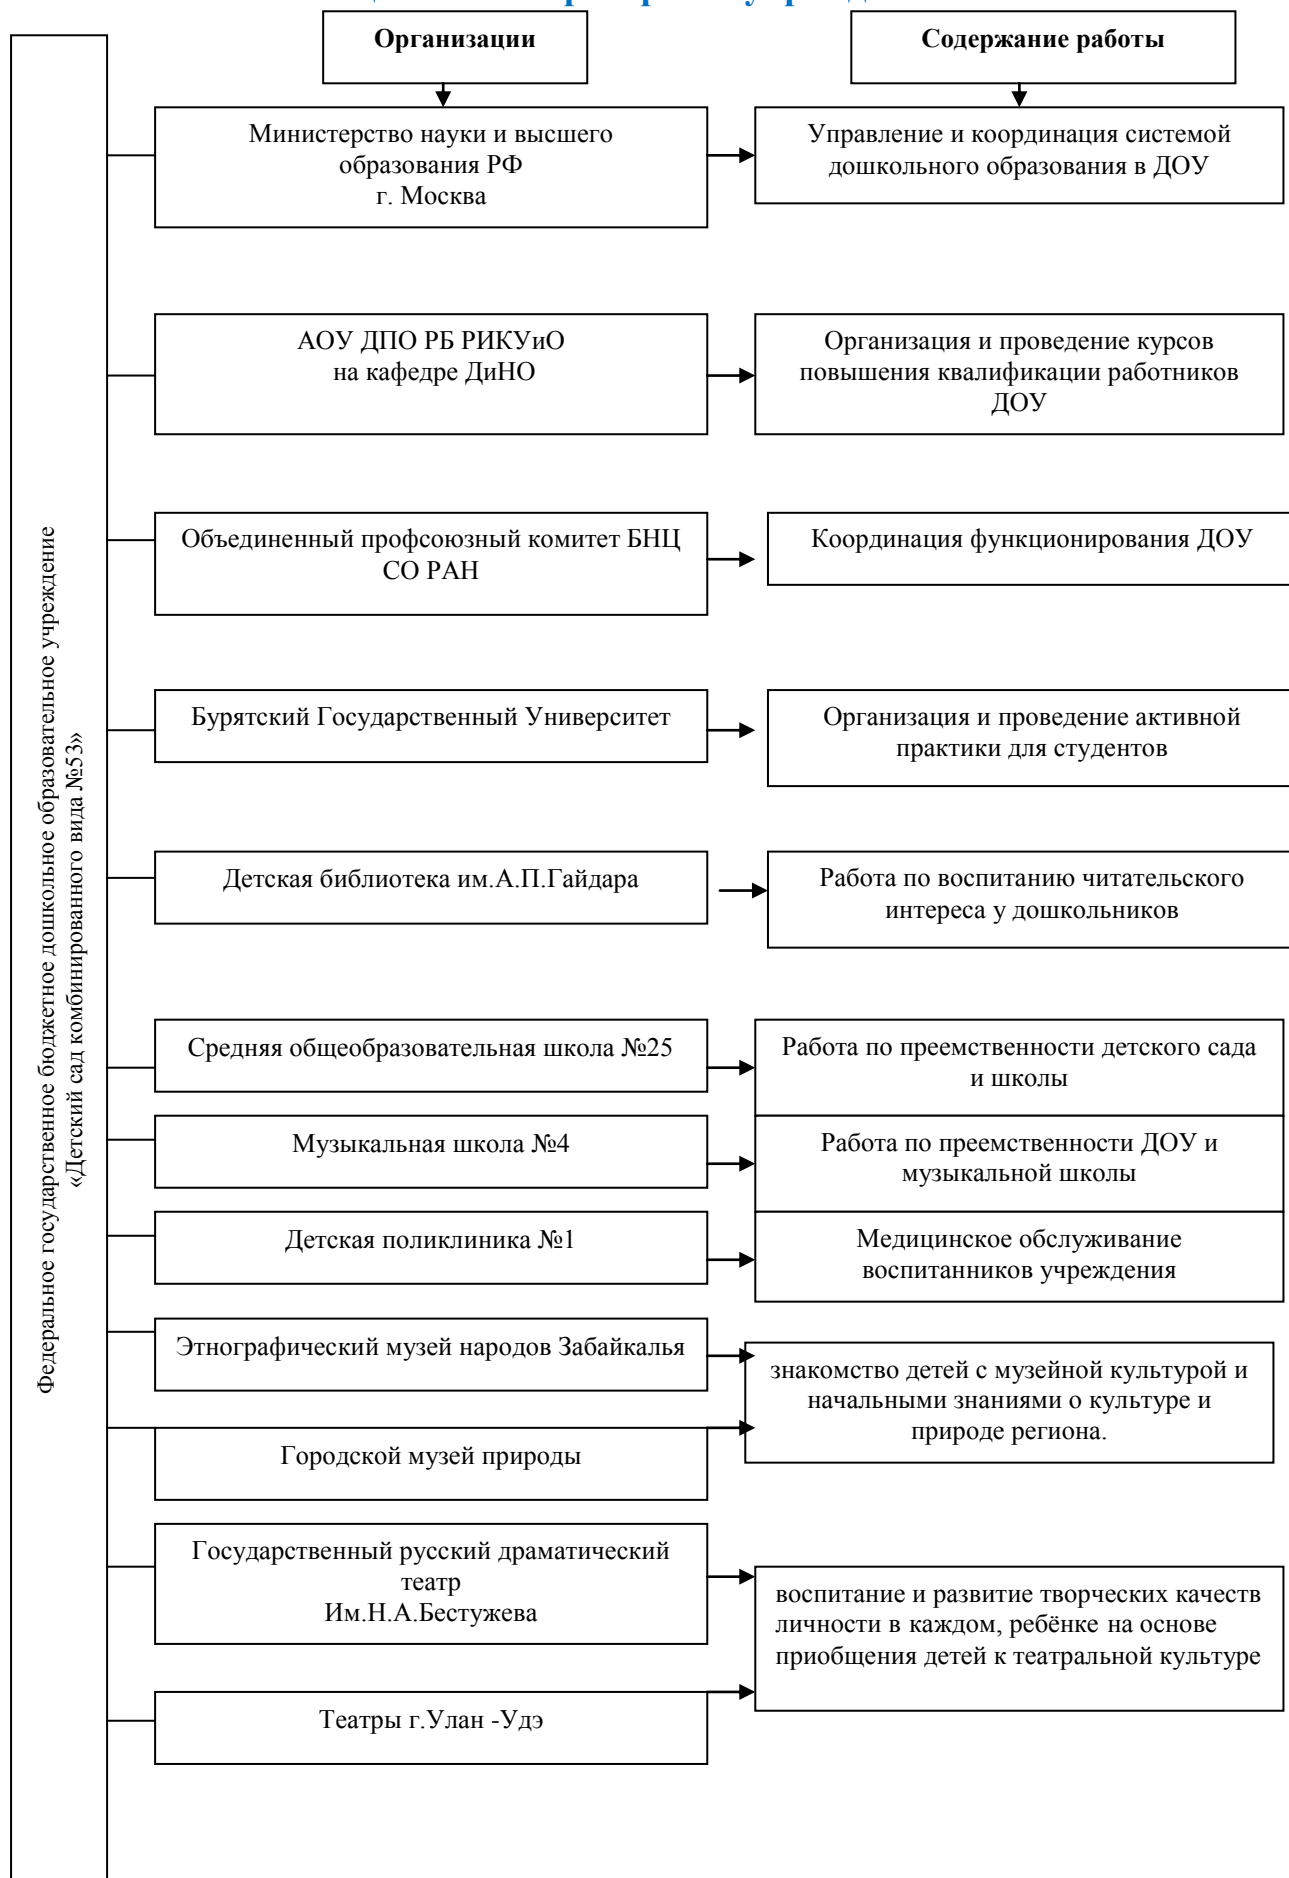 Организации
Содержание работы
Федеральное государственное бюджетное дошкольное образовательное учреждение
«Детский сад комбинированного вида №53»
Министерство науки и высшего
образования РФ
г. Москва
Управление и координация системой
дошкольного образования в ДОУ
АОУ ДПО РБ РИКУиО
на кафедре ДиНО
Организация и проведение курсов
повышения квалификации работников
ДОУ
Объединенный профсоюзный комитет БНЦ
СО РАН
Координация функционирования ДОУ
Бурятский Государственный Университет
Организация и проведение активной
практики для студентов
Детская библиотека им.А.П.Гайдара
Работа по воспитанию читательского
интереса у дошкольников
Средняя общеобразовательная школа №25
Работа по преемственности детского сада
и школы
Музыкальная школа №4
Работа по преемственности ДОУ и
музыкальной школы
Детская поликлиника №1
Медицинское обслуживание
воспитанников учреждения
Этнографический музей народов Забайкалья
знакомство детей с музейной культурой и
начальными знаниями о культуре и
природе региона.
Городской музей природы
Государственный русский драматический
театр
Им.Н.А.Бестужева
воспитание и развитие творческих качеств
личности в каждом, ребёнке на основе
приобщения детей к театральной культуре
Театры г.Улан -Удэ